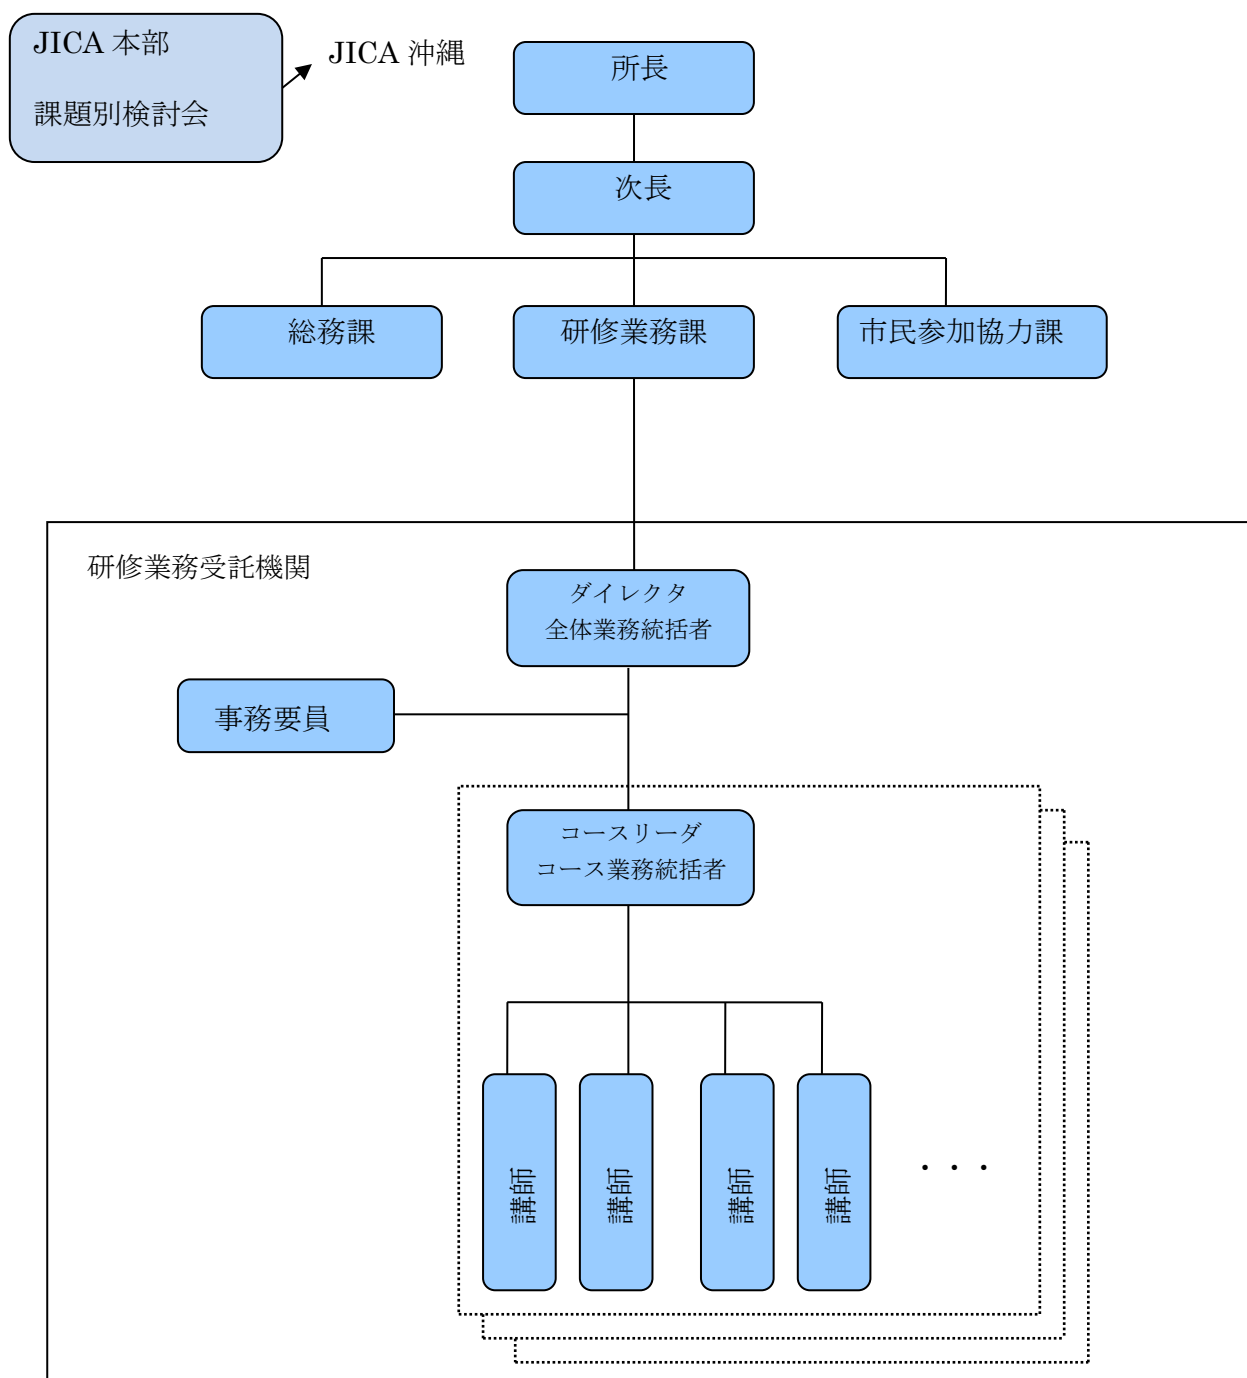 JICA 本部
課題別検討会
JICA 沖縄
所長
次長
総務課
研修業務課
市民参加協力課
研修業務受託機関
ダイレクタ
全体業務統括者
事務要員
コースリーダ
コース業務統括者
講師
講師
講師
講師
・・・